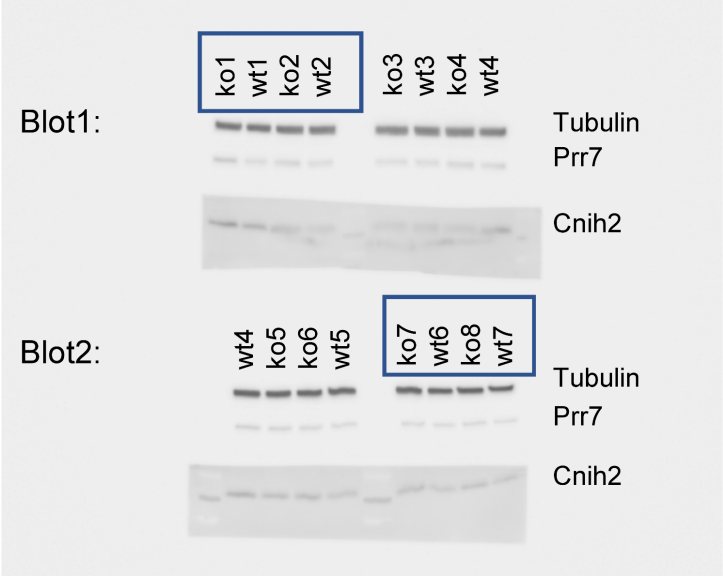 ko1 wt1 ko2 wt2 ko3 wt3 ko4 wt4
Blot1:
Tubulin
Prr7
Cnih2
wt4 ko5 ko6 wt5 ko7 wt6 ko8 wt7
Blot2:
Tubulin
Prr7
Cnih2